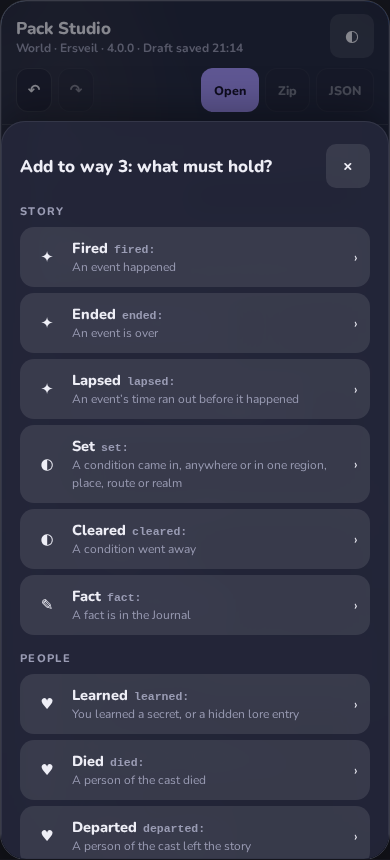 Pack Studio
World · Ersveil · 4.0.0 · Draft saved 21:14
Open
Zip
JSON
Add to way 3: what must hold?
STORY
Fired fired:
An event happened
Ended ended:
An event is over
Lapsed lapsed:
An event's time ran out before it happened
Set set:
A condition came in, anywhere or in one region,
place, route or realm
Cleared cleared:
A condition went away
Fact fact:
A fact is in the Journal
PEOPLE
Learned learned:
You learned a secret, or a hidden lore entry
Died died:
A person of the cast died
Departed departed:
A person of the cast left the story